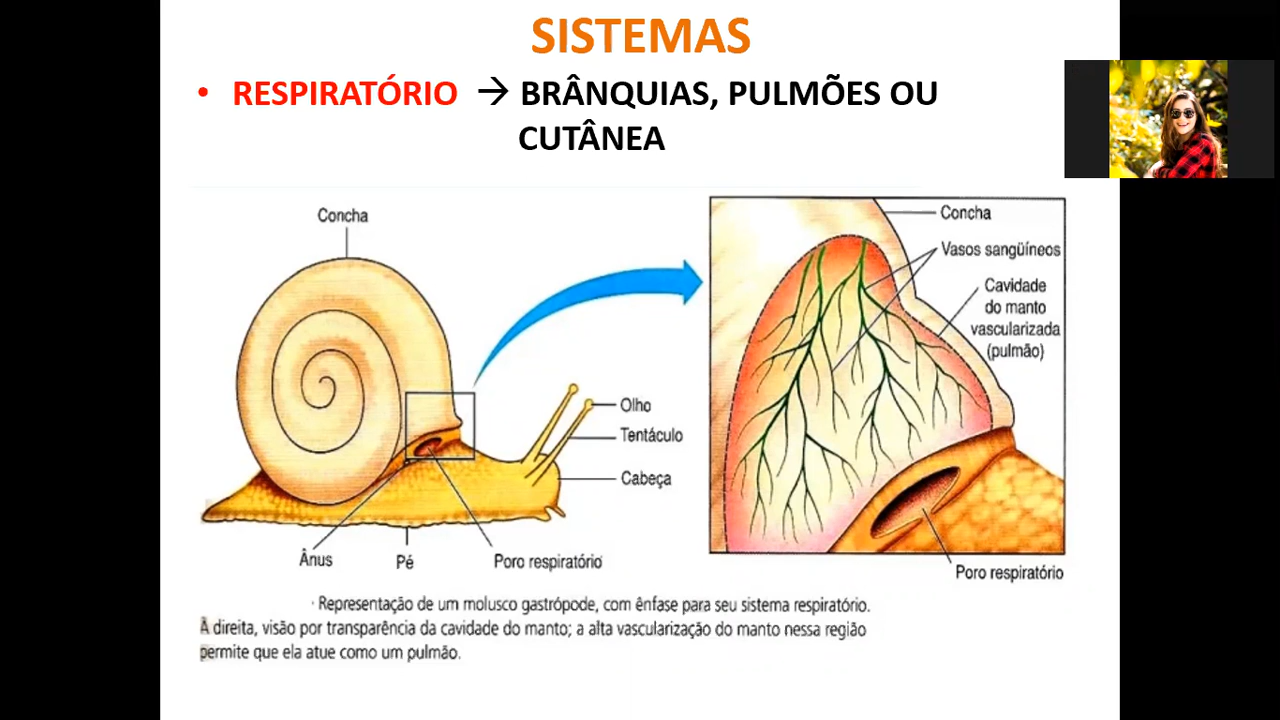 SISTEMAS
• RESPIRATÓRIO → BRÂNQUIAS, PULMÕES OU
CUTÂNEA
Concha
Olho
Tentáculo
Cabeça
Ânus
Pé
Poro respiratório
Concha
Vasos sangüíneos
Cavidade
do manto
vascularizada
(pulmão)
Poro respiratório
Representação de um molusco gastrópode, com ênfase para seu sistema respiratório.
À direita, visão por transparência da cavidade do manto; a alta vascularização do manto nessa região
permite que ela atue como um pulmão.